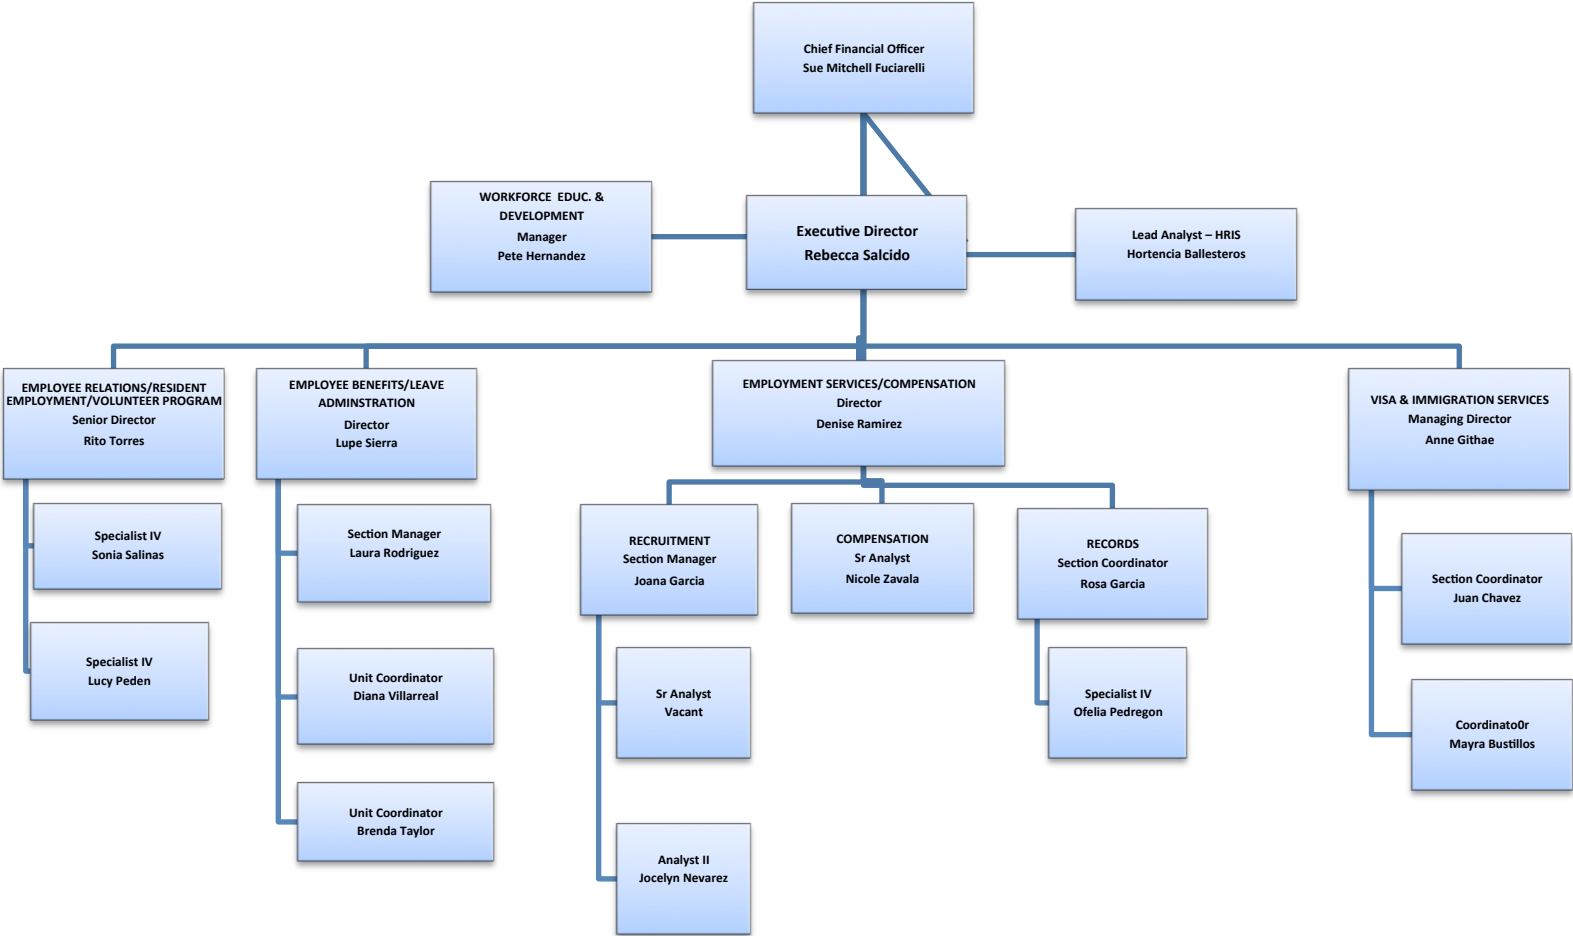 Chief Financial Officer
Sue Mitchell Fuciarelli
WORKFORCE EDUC. &
DEVELOPMENT
Manager
Pete Hernandez
Executive Director
Rebecca Salcido
Lead Analyst – HRIS
Hortencia Ballesteros
EMPLOYEE RELATIONS/RESIDENT
EMPLOYMENT/VOLUNTEER PROGRAM
Senior Director
Rito Torres
EMPLOYEE BENEFITS/LEAVE
ADMINSTRATION
Director
Lupe Sierra
EMPLOYMENT SERVICES/COMPENSATION
Director
Denise Ramirez
VISA & IMMIGRATION SERVICES
Managing Director
Anne Githae
Specialist IV
Sonia Salinas
Specialist IV
Lucy Peden
Section Manager
Laura Rodriguez
Unit Coordinator
Diana Villarreal
Unit Coordinator
Brenda Taylor
RECRUITMENT
Section Manager
Joana Garcia
Sr Analyst
Vacant
Analyst II
Jocelyn Nevarez
COMPENSATION
Sr Analyst
Nicole Zavala
RECORDS
Section Coordinator
Rosa Garcia
Specialist IV
Ofelia Pedregon
Section Coordinator
Juan Chavez
Coordinato0r
Mayra Bustillos